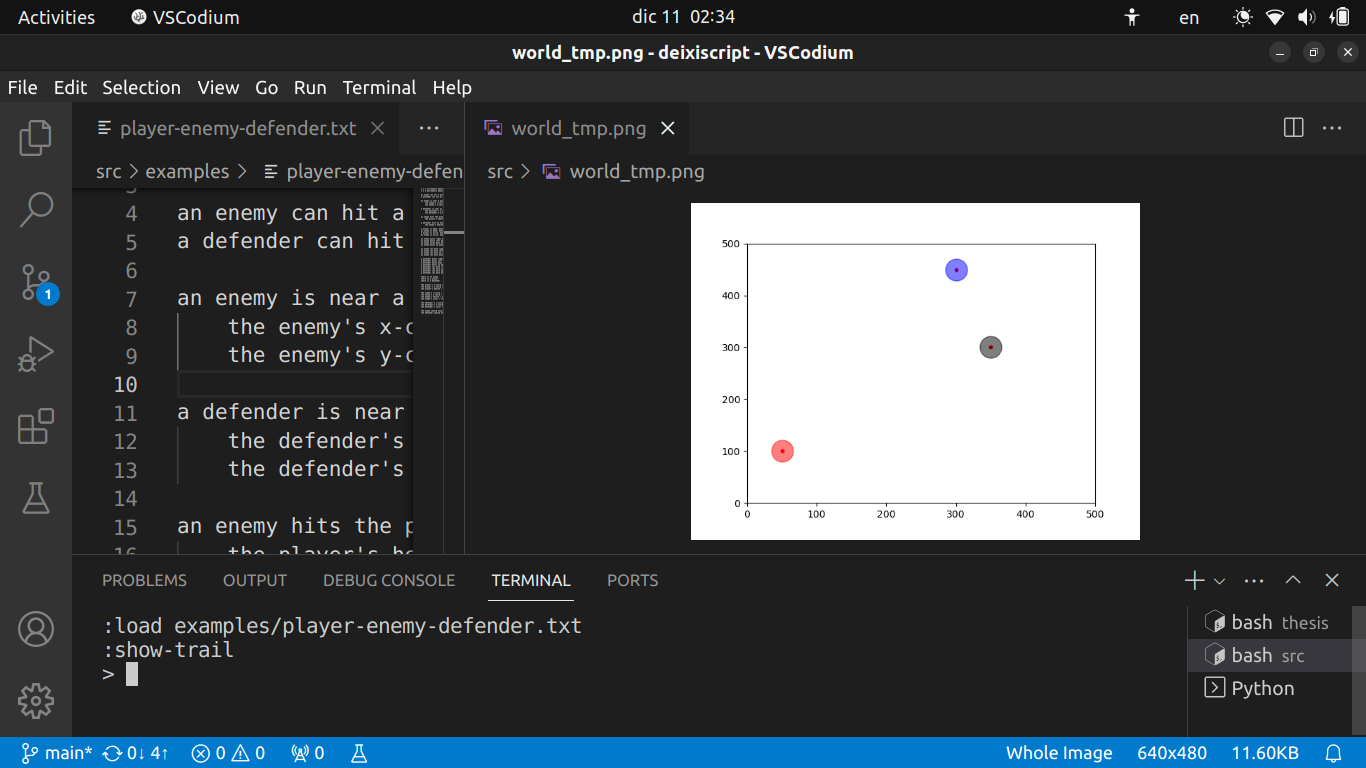 Activities VSCodium dic 11 02:34 en
world_tmp.png - deixiscript - VSCodium
File Edit Selection View Go Run Terminal Help
player-enemy-defender.txt
src examples player-enemy-defen
4 an enemy can hit a
5 a defender can hit
6
7 an enemy is near a
8 the enemy's x-c
9 the enemy's y-c
10
11 a defender is near
12 the defender's
13 the defender's
14
15 an enemy hits the p
world_tmp.png
src world_tmp.png
500
400
300
200
100
0
0 100 200 300 400 500
1
PROBLEMS OUTPUT DEBUG CONSOLE TERMINAL PORTS
:load examples/player-enemy-defender.txt
:show-trail
>
bash thesis
bash src
Python
main* 0↓ 4↑ 0 0 0 Whole Image 640x480 11.60KB